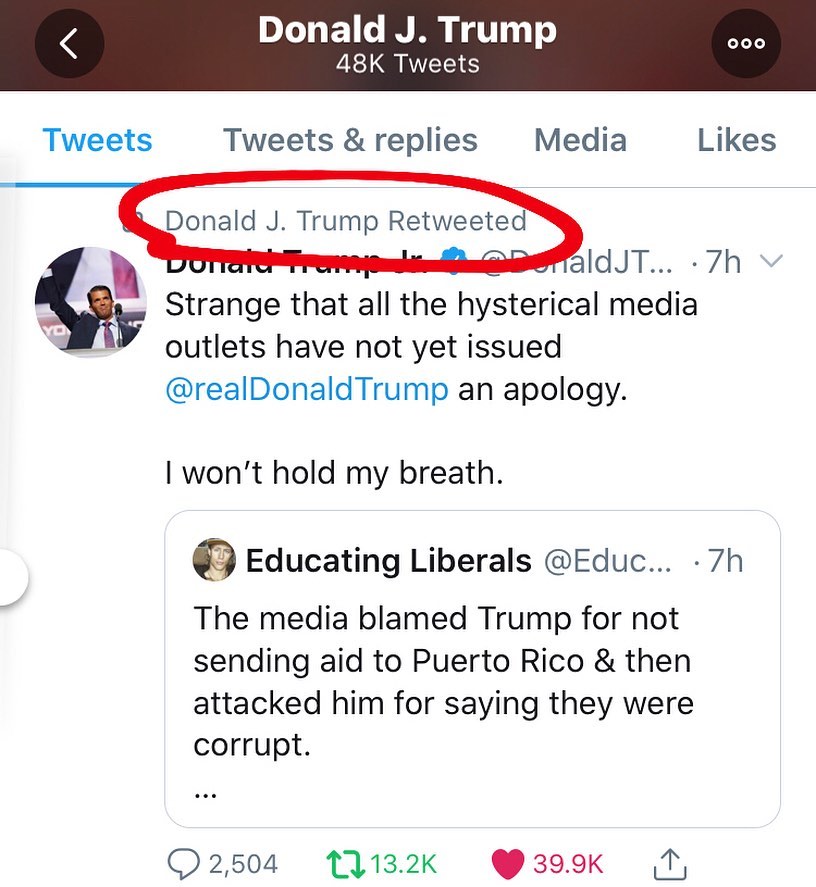 Donald J. Trump
48K Tweets
Tweets Tweets & replies Media Likes
Donald J. Trump Retweeted
Donald Trump Jr. @DonaldJT... · 7h
Strange that all the hysterical media
outlets have not yet issued
@realDonaldTrump an apology.
I won’t hold my breath.
Educating Liberals @Educ... · 7h
The media blamed Trump for not
sending aid to Puerto Rico & then
attacked him for saying they were
corrupt.
...
2,504 13.2K 39.9K